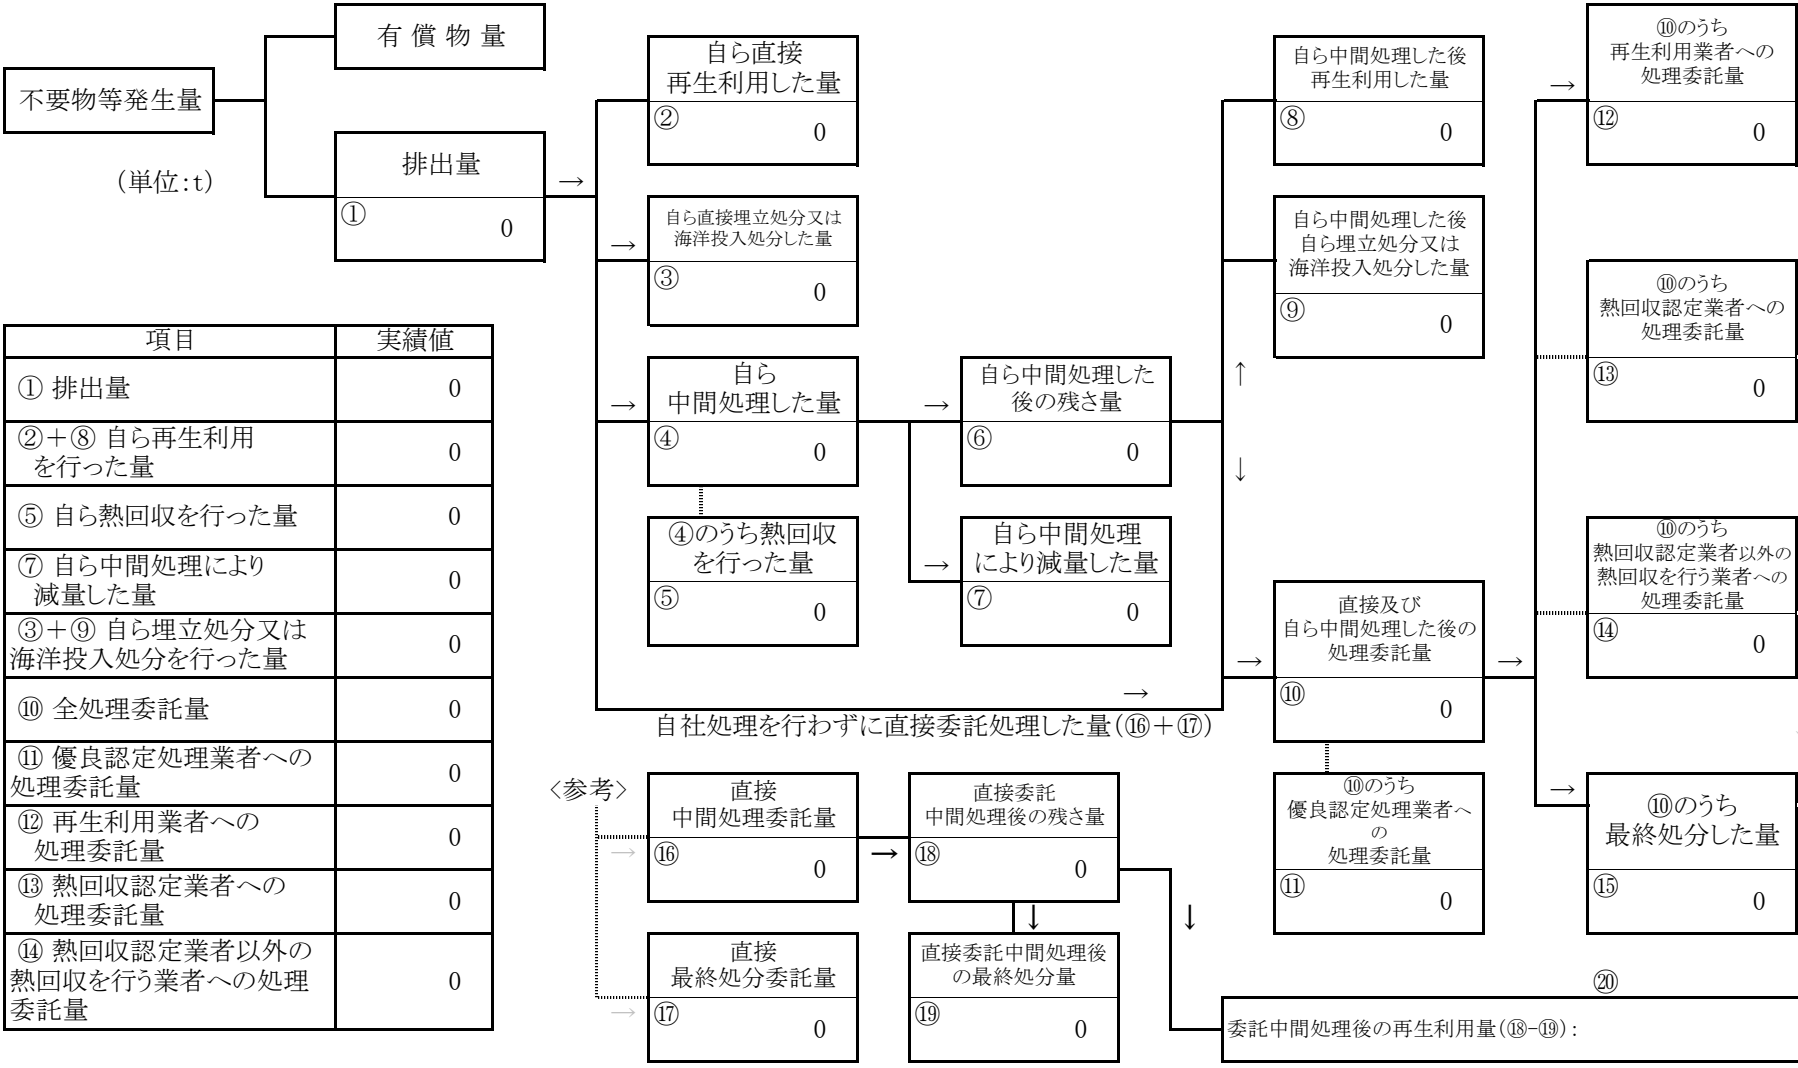 有 償 物 量
不要物等発生量
(単位:t)
排出量
→
①
0
自ら直接
再生利用した量
②
0
→
自ら直接埋立処分又は
海洋投入処分した量
③
0
→
自ら
中間処理した量
④
0
④のうち熱回収
を行った量
⑤
0
→
自ら中間処理した
後の残さ量
⑥
0
→
自ら中間処理
により減量した量
⑦
0
自ら中間処理した後
再生利用した量
⑧
0
自ら中間処理した後
自ら埋立処分又は
海洋投入処分した量
⑨
0
↑
↓
→
直接及び
自ら中間処理した後の
処理委託量
⑩
0
→
⑩のうち
優良認定処理業者へ
の
処理委託量
⑪
0
→
⑩のうち
再生利用業者への
処理委託量
⑫
0
⑩のうち
熱回収認定業者への
処理委託量
⑬
0
⑩のうち
熱回収認定業者以外の
熱回収を行う業者への
処理委託量
⑭
0
→
⑩のうち
最終処分した量
⑮
0
→
自社処理を行わずに直接委託処理した量(⑯+⑰)
〈参考〉
→
直接
中間処理委託量
⑯
0
→
直接委託
中間処理後の残さ量
⑱
0
→
直接
最終処分委託量
⑰
0
↓
直接委託中間処理後
の最終処分量
⑲
0
↓
⑳
委託中間処理後の再生利用量(⑱-⑲):
項目 実績値
① 排出量 0
②+⑧ 自ら再生利用
を行った量 0
⑤ 自ら熱回収を行った量 0
⑦ 自ら中間処理により
減量した量 0
③+⑨ 自ら埋立処分又は
海洋投入処分を行った量 0
⑩ 全処理委託量 0
⑪ 優良認定処理業者への
処理委託量 0
⑫ 再生利用業者への
処理委託量 0
⑬ 熱回収認定業者への
処理委託量 0
⑭ 熱回収認定業者以外の
熱回収を行う業者への処理 0
委託量